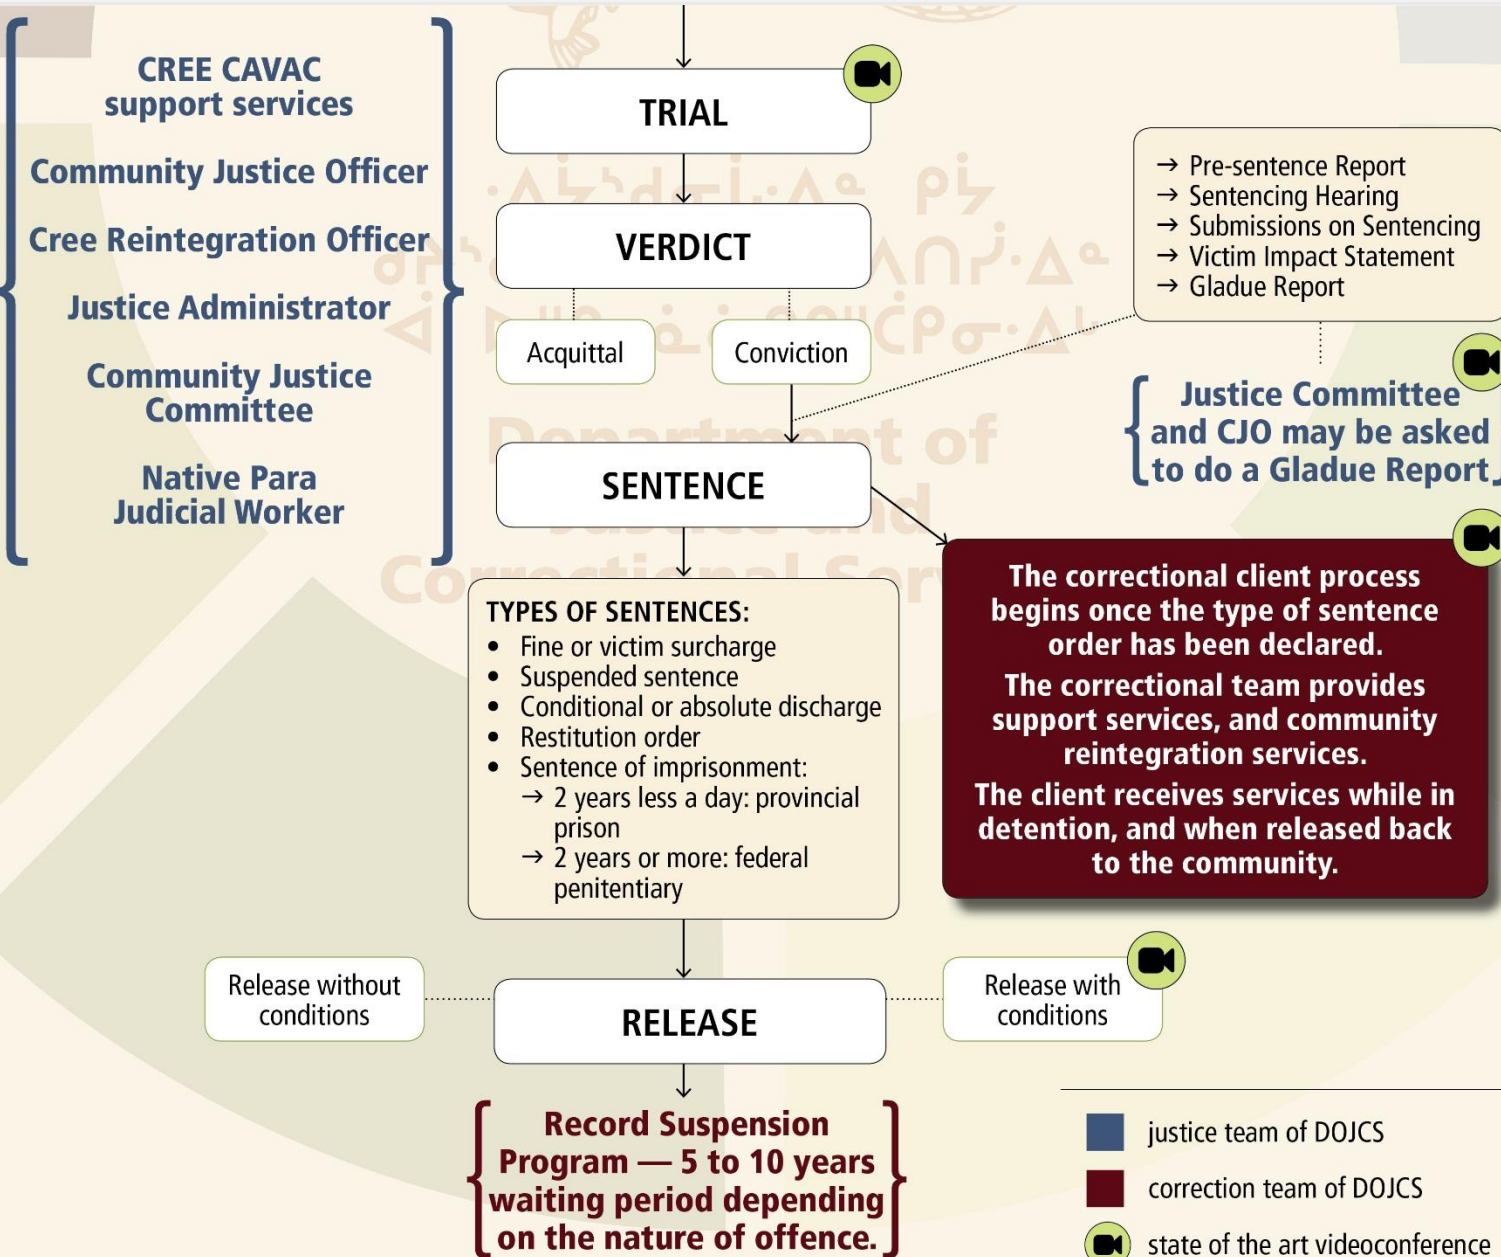 CREE CAVAC
support services
Community Justice Officer
Cree Reintegration Officer
Justice Administrator
Community Justice
Committee
Native Para
Judicial Worker
TRIAL
VERDICT
Acquittal
Conviction
→ Pre-sentence Report
→ Sentencing Hearing
→ Submissions on Sentencing
→ Victim Impact Statement
→ Gladue Report
Justice Committee
and CJO may be asked
to do a Gladue Report
Department of
Justice and
SENTENCE
TYPES OF SENTENCES:
• Fine or victim surcharge
• Suspended sentence
• Conditional or absolute discharge
• Restitution order
• Sentence of imprisonment:
→ 2 years less a day: provincial
prison
→ 2 years or more: federal
penitentiary
The correctional client process
begins once the type of sentence
order has been declared.
The correctional team provides
support services, and community
reintegration services.
The client receives services while in
detention, and when released back
to the community.
Release without
conditions
RELEASE
Release with
conditions
Record Suspension
Program — 5 to 10 years
waiting period depending
on the nature of offence.
justice team of DOJCS
correction team of DOJCS
state of the art videoconference